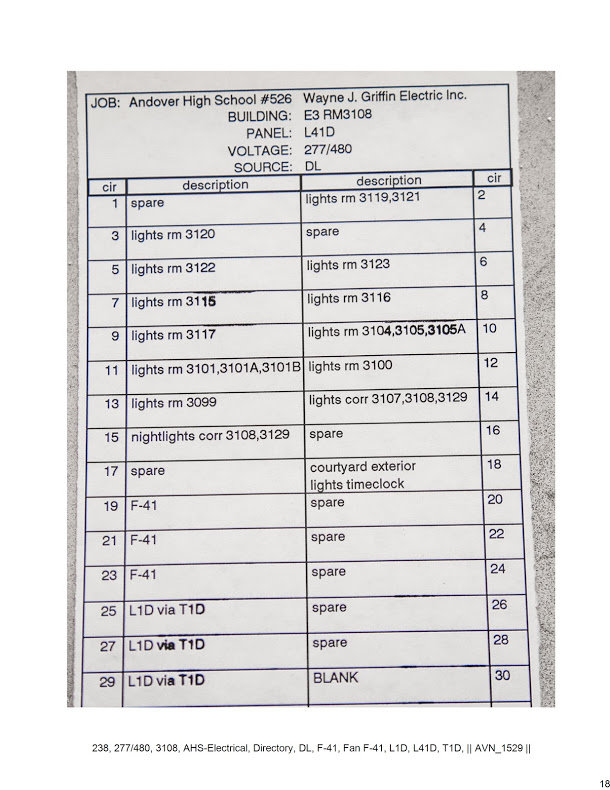 JOB: Andover High School #526 Wayne J. Griffin Electric Inc.
BUILDING: E3 RM3108
PANEL: L41D
VOLTAGE: 277/480
SOURCE: DL
cir description description cir
1 spare lights rm 3119,3121 2
3 lights rm 3120 spare 4
5 lights rm 3122 lights rm 3123 6
7 lights rm 3115 lights rm 3116 8
9 lights rm 3117 lights rm 3104,3105,3105A 10
11 lights rm 3101,3101A,3101B lights rm 3100 12
13 lights rm 3099 lights corr 3107,3108,3129 14
15 nightlights corr 3108,3129 spare 16
17 spare courtyard exterior 18
lights timeclock
19 F-41 spare 20
21 F-41 spare 22
23 F-41 spare 24
25 L1D via T1D spare 26
27 L1D via T1D spare 28
29 L1D via T1D BLANK 30
238, 277/480, 3108, AHS-Electrical, Directory, DL, F-41, Fan F-41, L1D, L41D, T1D, || AVN_1529 ||
18